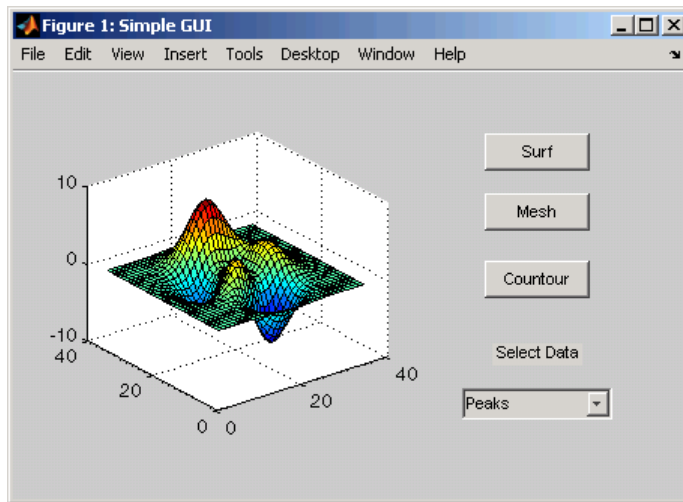 Figure 1: Simple GUI
File Edit View Insert Tools Desktop Window Help
Surf
Mesh
Countour
Select Data
Peaks
10
0
-10
40
20
0
0
20
40